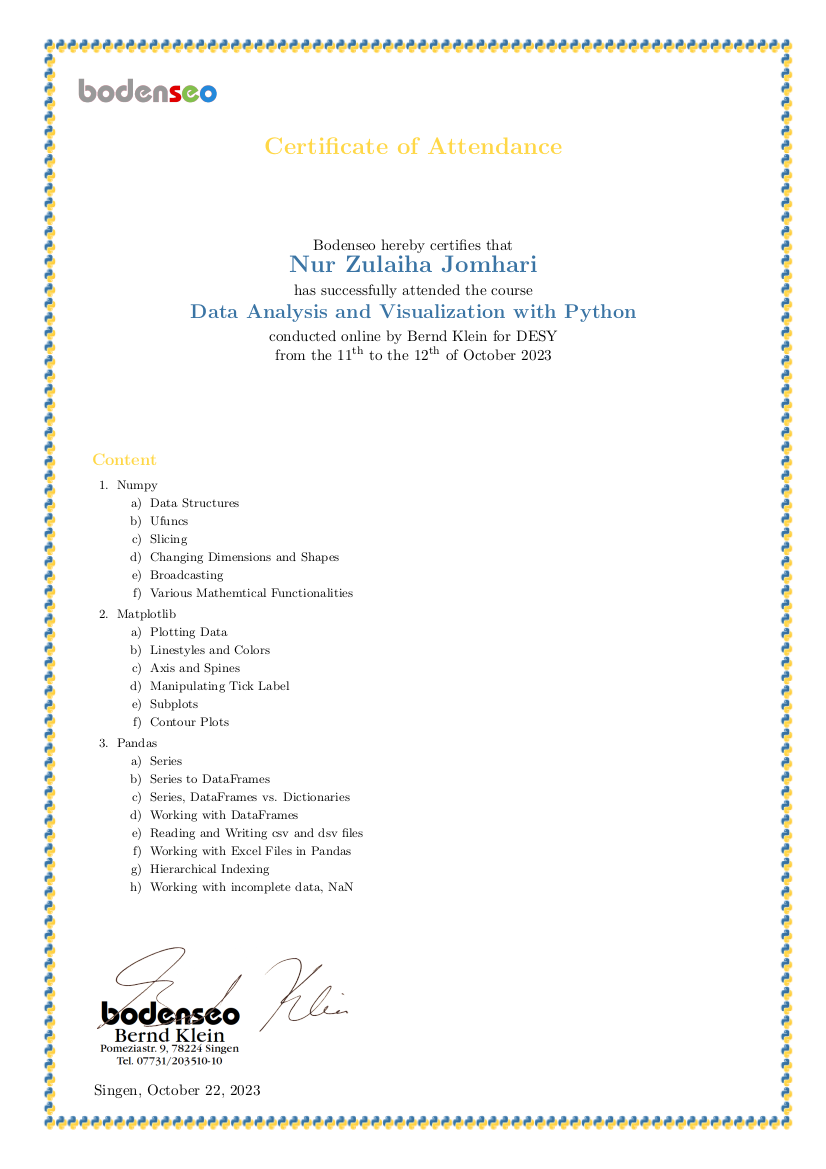 bodenseo
Certificate of Attendance
Bodenseo hereby certifies that
Nur Zulaiha Jomhari
has successfully attended the course
Data Analysis and Visualization with Python
conducted online by Bernd Klein for DESY
from the 11th to the 12th of October 2023
Content
1. Numpy
a) Data Structures
b) Ufuncs
c) Slicing
d) Changing Dimensions and Shapes
e) Broadcasting
f) Various Mathemtical Functionalities
2. Matplotlib
a) Plotting Data
b) Linestyles and Colors
c) Axis and Spines
d) Manipulating Tick Label
e) Subplots
f) Contour Plots
3. Pandas
a) Series
b) Series to DataFrames
c) Series, DataFrames vs. Dictionaries
d) Working with DataFrames
e) Reading and Writing csv and dsv files
f) Working with Excel Files in Pandas
g) Hierarchical Indexing
h) Working with incomplete data, NaN
Bernd Klein
bodenseo
Bernd Klein
Pomeziastr. 9, 78224 Singen
Tel. 07731/203510-10
Singen, October 22, 2023